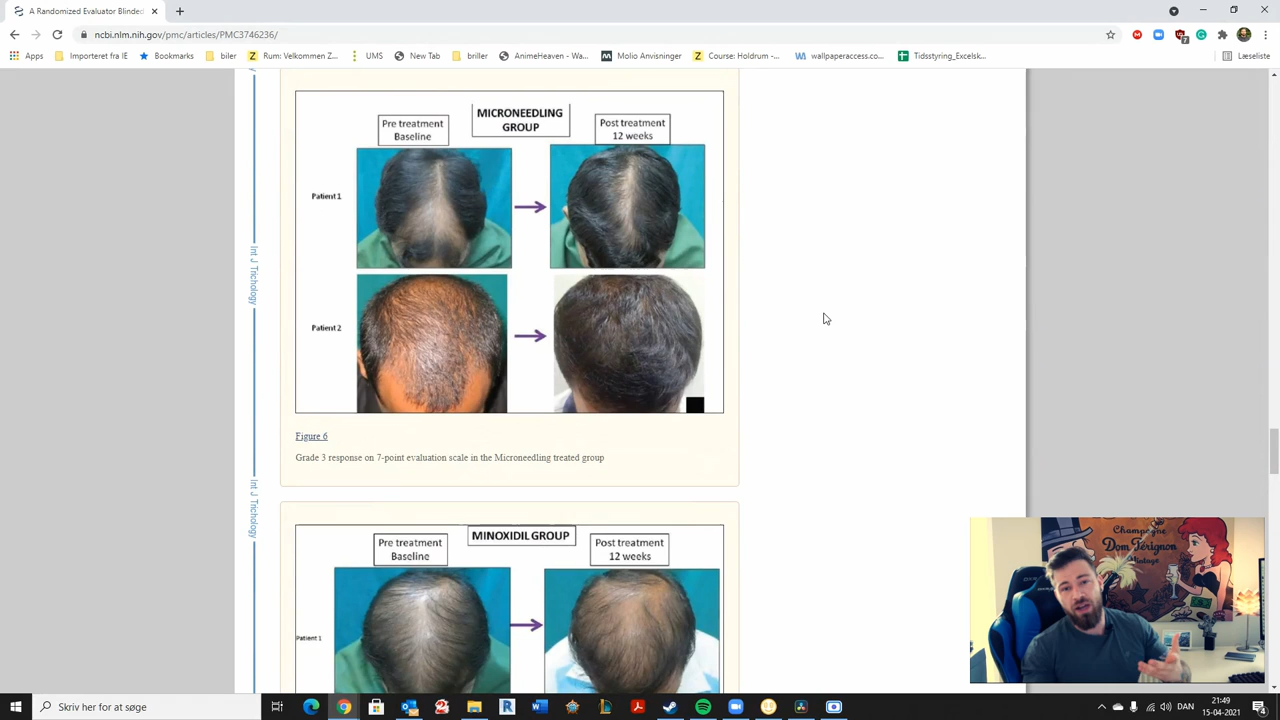 A Randomized Evaluator Blinded
ncbi.nlm.nih.gov/pmc/articles/PMC3746236/
Apps
Importeret fra IE
Bookmarks
biler
Rum: Velkommen Z...
UMS
New Tab
briller
AnimeHeaven - Wa...
Molio Anvisninger
Course: Holdrum -...
wallpaperaccess.co...
Tidsstyring_Excelsk...
Læseliste
Int J Trichology
Int J Trichology
MICRONEEDLING
GROUP
Pre treatment
Baseline
Post treatment
12 weeks
Patient 1
Patient 2
Figure 6
Grade 3 response on 7-point evaluation scale in the Microneedling treated group
MINOXIDIL GROUP
Pre treatment
Baseline
Post treatment
12 weeks
Patient 1
Champagne
Dom Pérignon
Vintage
Skriv her for at søge
DAN
21:49
15-04-2021